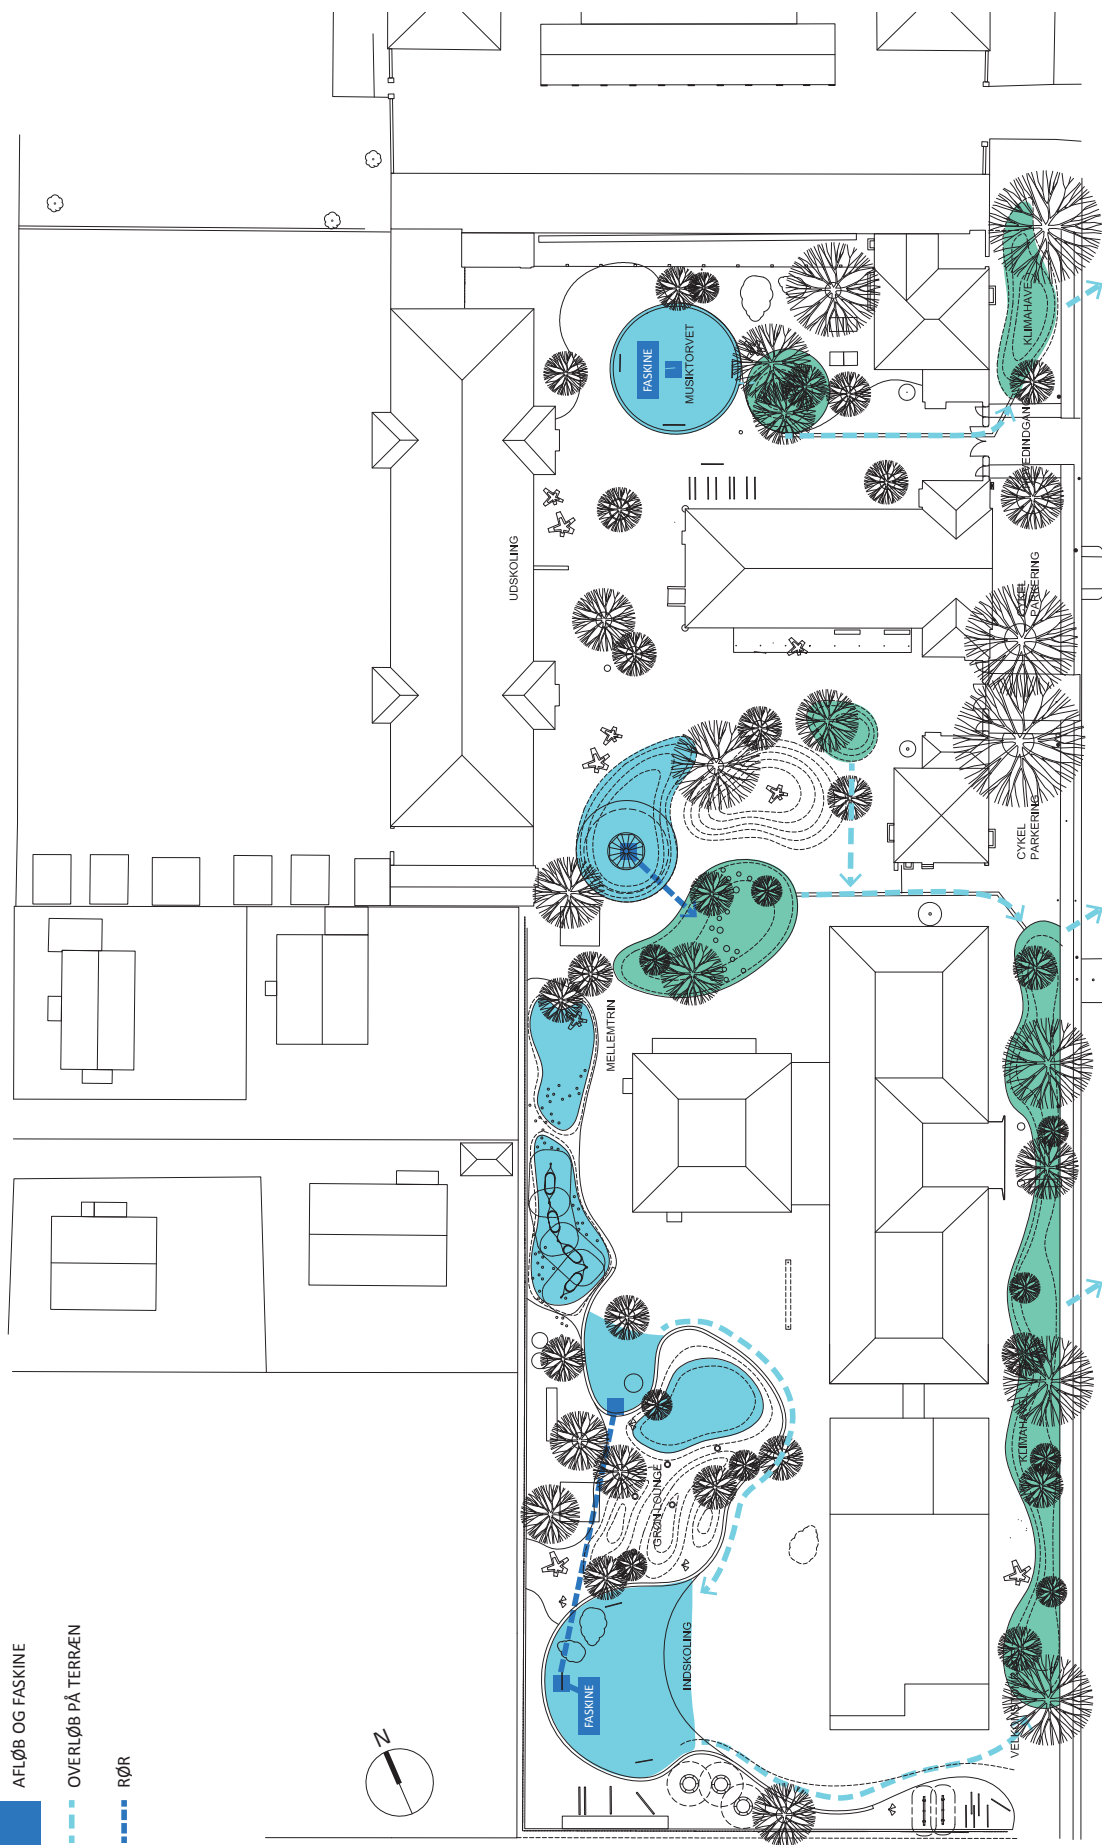 AFLØB OG FASKINE
OVERLØB PÅ TERRÆN
RØR
N
UDSKOLING
FASKINE
MUSIKTORVET
KLIMAHAVE
CYKEL
PARKERING
CYKEL
PARKERING
MELLEMTRIN
GRØN LOUNGE
FASKINE
INDSKOLING